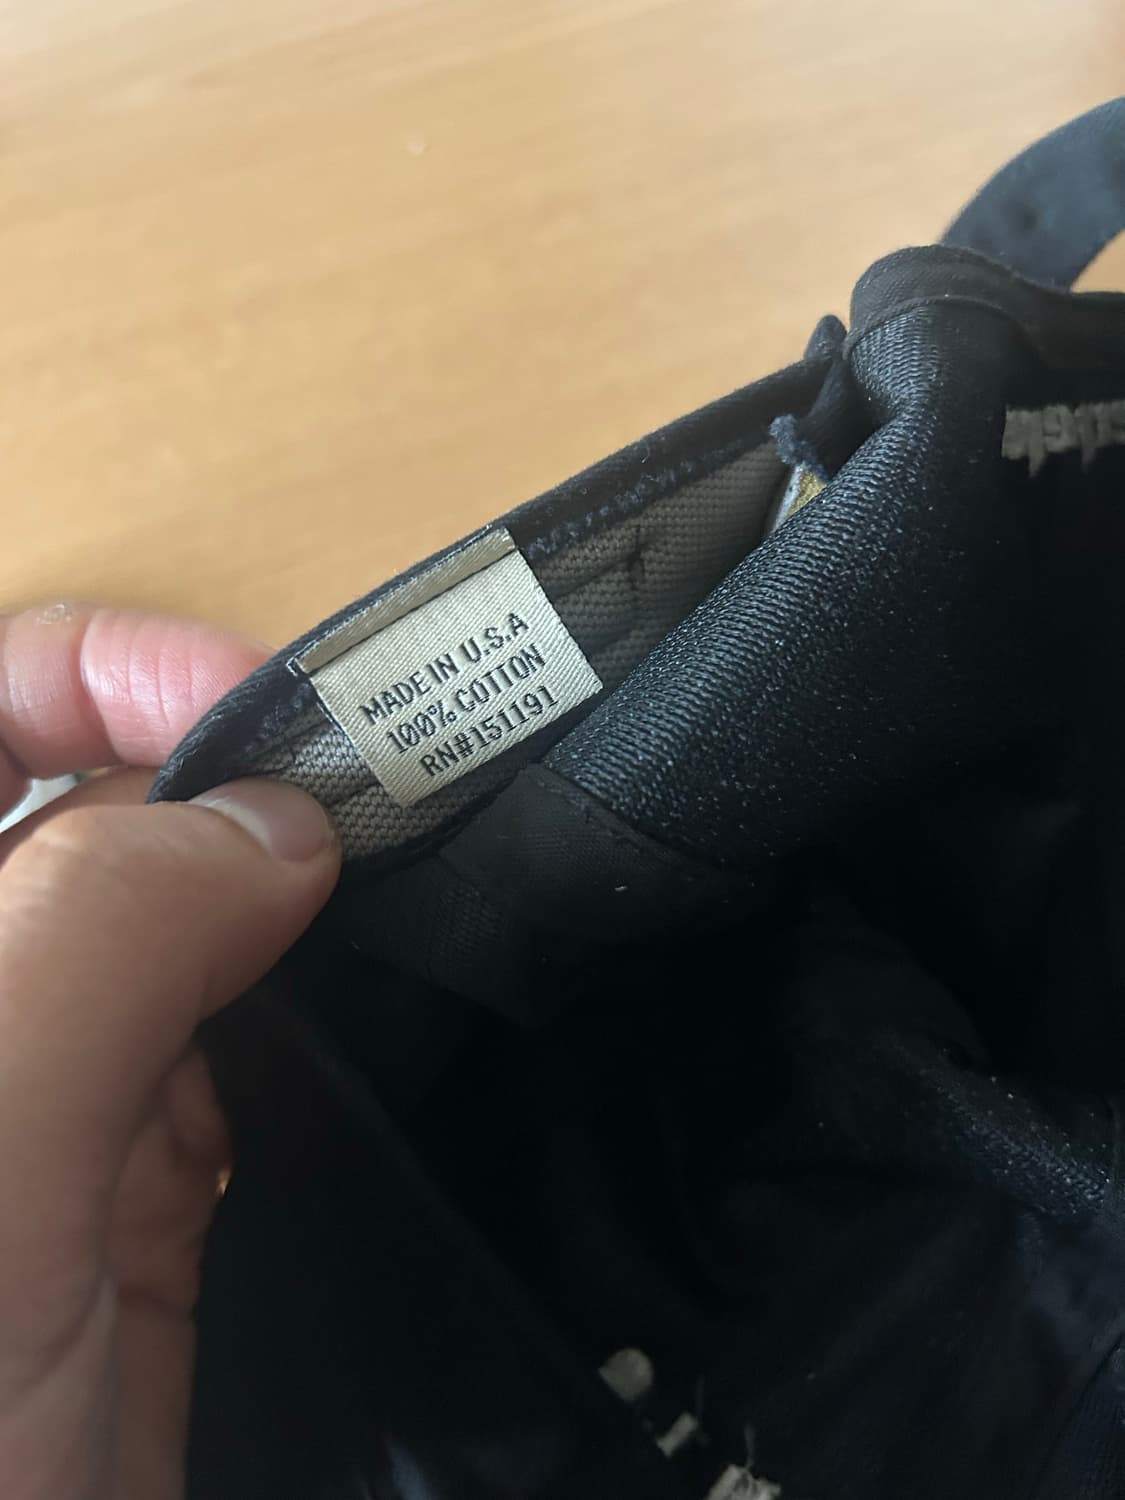 MADE IN U.S.A
100% COTTON
RN#151191